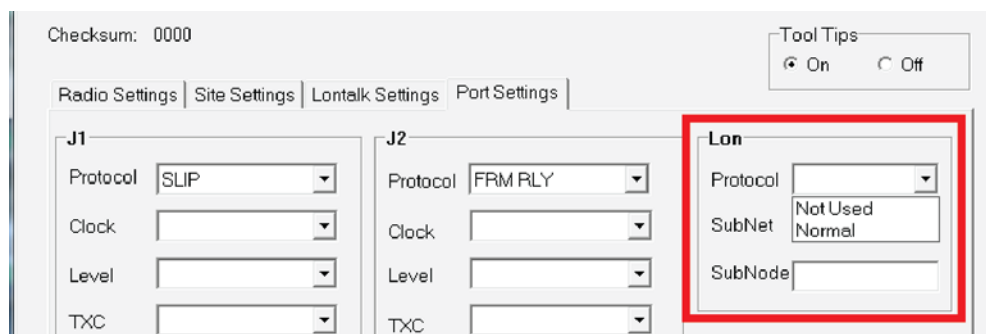 Checksum: 0000
Tool Tips
On Off
Radio Settings Site Settings Lontalk Settings Port Settings
J1
Protocol SLIP
Clock
Level
TXC
J2
Protocol FRM RLY
Clock
Level
TXC
Lon
Protocol
Not Used
Normal
SubNet
SubNode